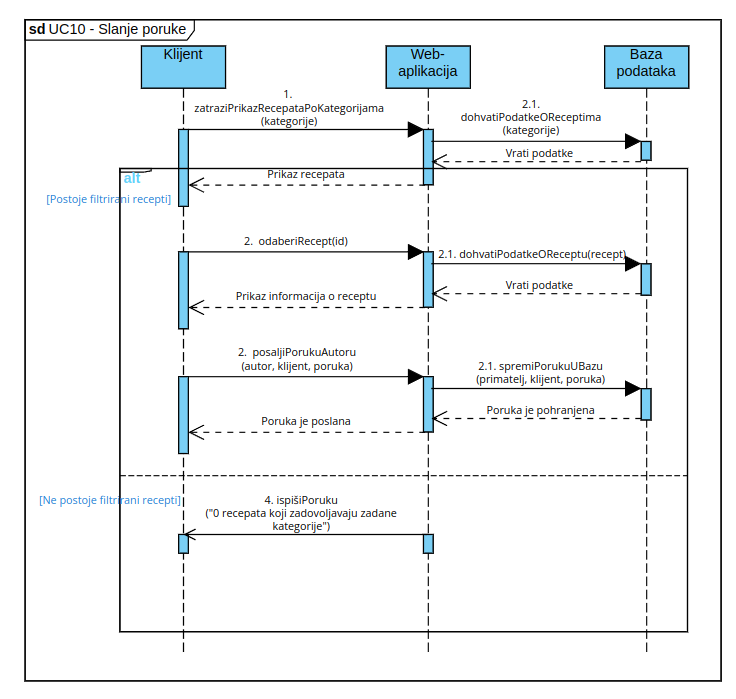 sd UC10 - Slanje poruke
Klijent
Web-
aplikacija
Baza
podataka
1.
zatraziPrikazRecepataPoKategorijama
(kategorije)
2.1.
dohvatiPodatkeOReceptima
(kategorije)
Vrati podatke
alt
Prikaz recepata
[Postoje filtrirani recepti]
2. odaberiRecept(id)
2.1. dohvatiPodatkeOReceptu(recept)
Vrati podatke
Prikaz informacija o receptu
2. posaljiPorukuAutoru
(autor, klijent, poruka)
2.1. spremiPorukuUBazu
(primatelj, klijent, poruka)
Poruka je pohranjena
Poruka je poslana
[Ne postoje filtrirani recepti]
4. ispišiPoruku
("0 recepata koji zadovoljavaju zadane
kategorije")